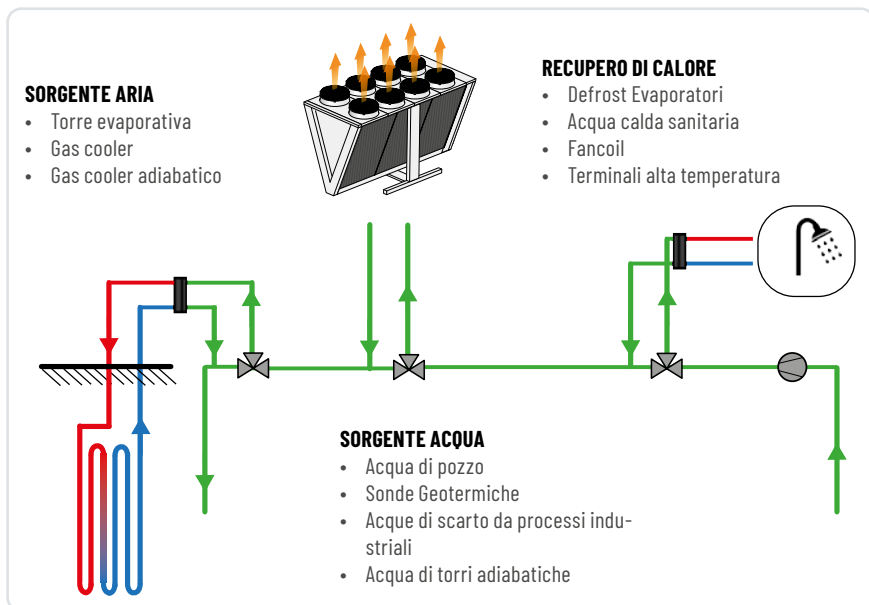 SORGENTE ARIA
• Torre evaporativa
• Gas cooler
• Gas cooler adiabatico
RECUPERO DI CALORE
• Defrost Evaporatori
• Acqua calda sanitaria
• Fancoil
• Terminali alta temperatura
SORGENTE ACQUA
• Acqua di pozzo
• Sonde Geotermiche
• Acque di scarto da processi indu-
striali
• Acqua di torri adiabatiche